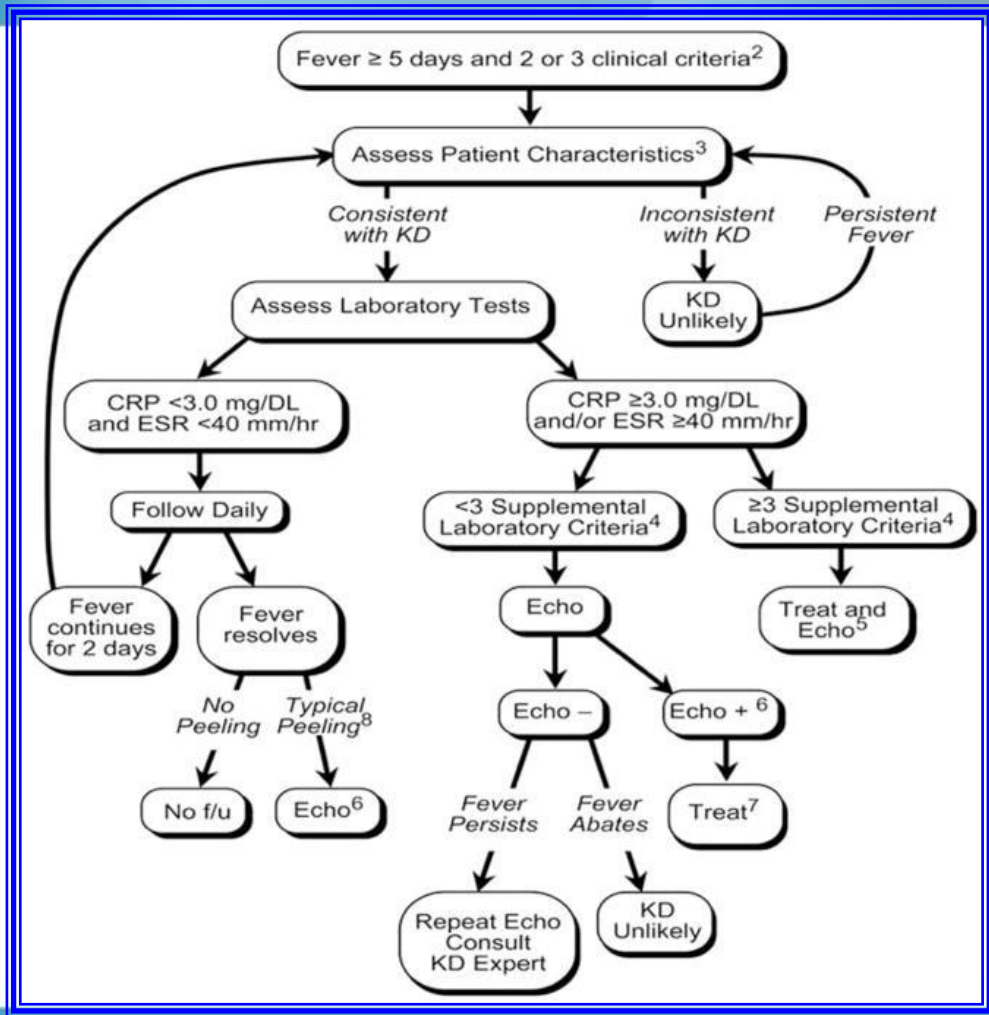 Fever ≥ 5 days and 2 or 3 clinical criteria2
Assess Patient Characteristics3
Consistent
with KD
Inconsistent
with KD
Persistent
Fever
Assess Laboratory Tests
KD
Unlikely
CRP <3.0 mg/DL
and ESR <40 mm/hr
CRP ≥3.0 mg/DL
and/or ESR ≥40 mm/hr
Follow Daily
<3 Supplemental
Laboratory Criteria4
≥3 Supplemental
Laboratory Criteria4
Fever
continues
for 2 days
Fever
resolves
Echo
Treat and
Echo5
No
Peeling
Typical
Peeling8
Echo –
Echo + 6
No f/u
Echo6
Fever
Persists
Fever
Abates
Treat7
Repeat Echo
Consult
KD Expert
KD
Unlikely